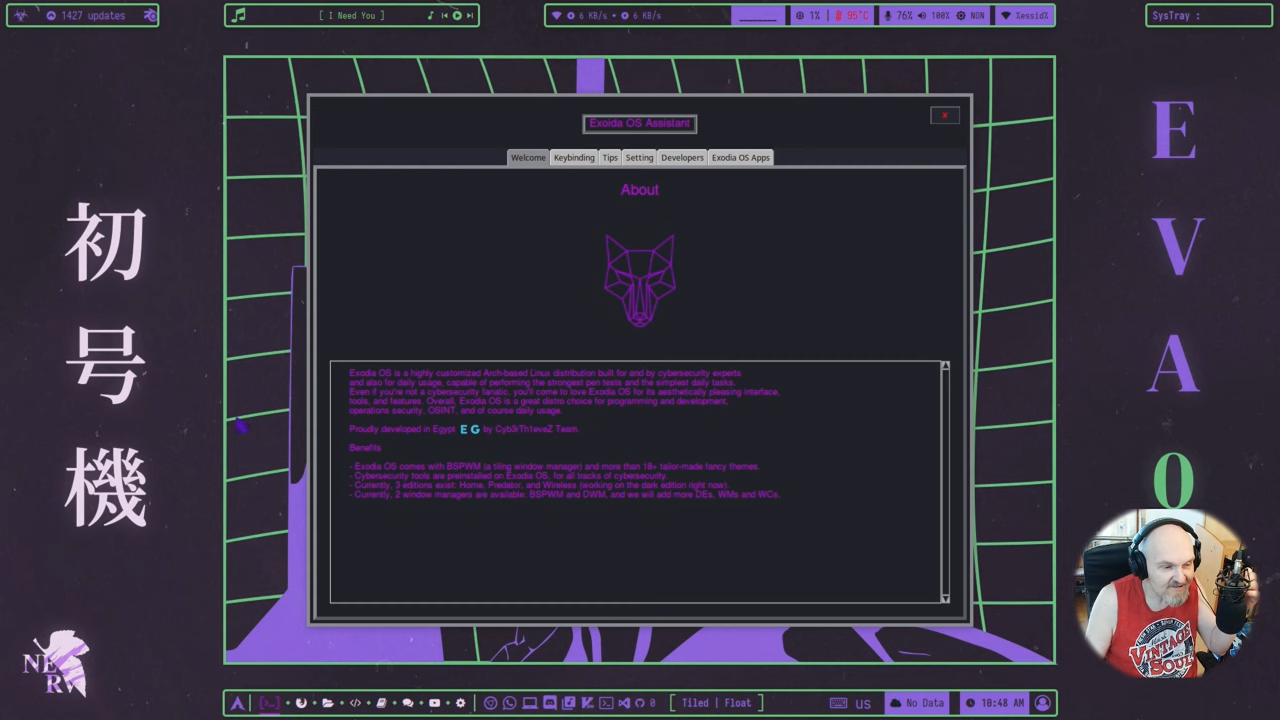 1427 updates
[ I Need You ]
6 KB/s • 6 KB/s
1% | 95°C
76% 100% NON
%essid%
SysTray :
初号機
EVA0
NERV
Exoida OS Assistant
x
Welcome Keybinding Tips Setting Developers Exodia OS Apps
About
Exodia OS is a highly customized Arch-based Linux distribution built for and by cybersecurity experts
and also for daily usage, capable of performing the strongest pen tests and the simplest daily tasks.
Even if you're not a cybersecurity fanatic, you'll come to love Exodia OS for its aesthetically pleasing interface,
tools, and features. Overall, Exodia OS is a great distro choice for programming and development,
operations security, OSINT, and of course daily usage.
Proudly developed in Egypt E G by Cyb3rTh1eveZ Team.
Benefits
- Exodia OS comes with BSPWM (a tiling window manager) and more than 18+ tailor-made fancy themes.
- Cybersecurity tools are preinstalled on Exodia OS, for all tracks of cybersecurity.
- Currently, 3 editions exist: Home, Predator, and Wireless (working on the dark edition right now).
- Currently, 2 window managers are available: BSPWM and DWM, and we will add more DEs, WMs and WCs.
VINTAGE
SOUL
0 [ Tiled | Float ]
us
No Data
10:48 AM